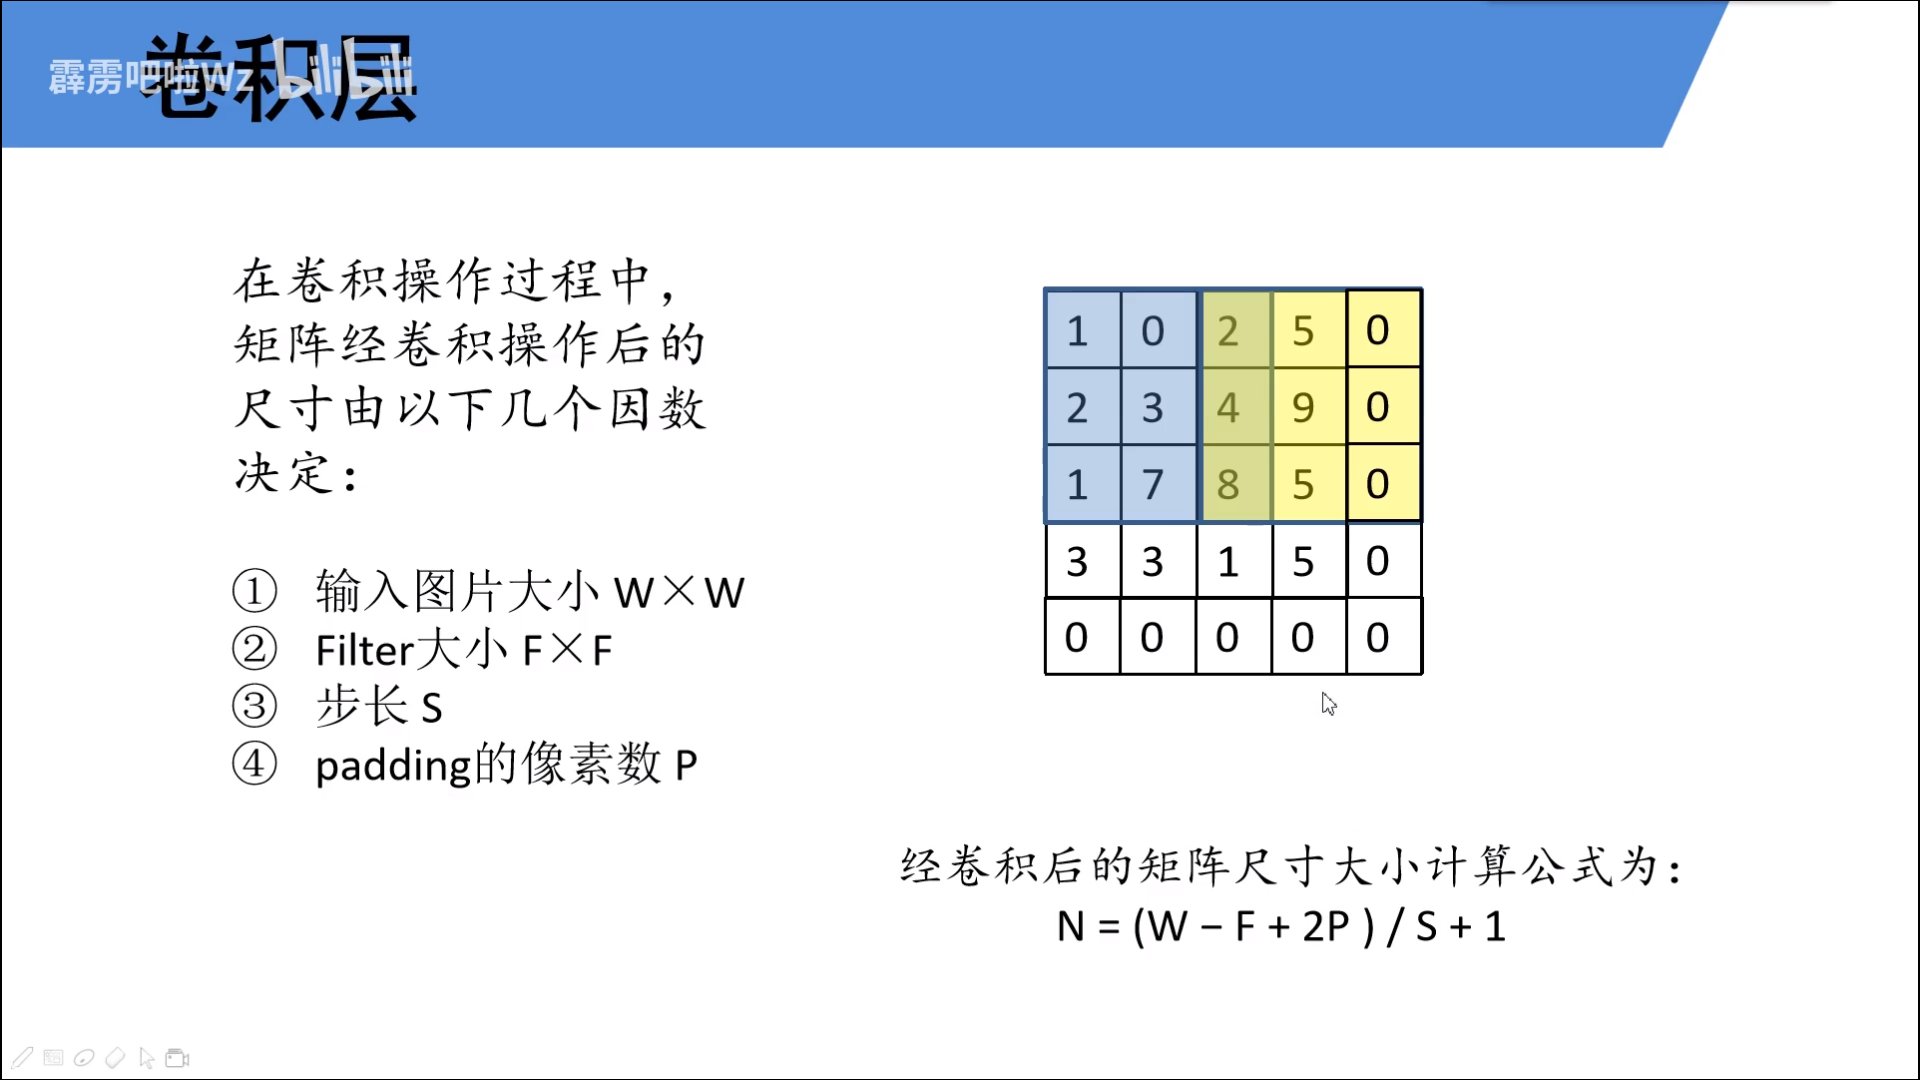 卷积层
霹雳吧啦Wz bilibili
在卷积操作过程中，
矩阵经卷积操作后的
尺寸由以下几个因数
决定：
① 输入图片大小 W×W
② Filter大小 F×F
③ 步长 S
④ padding的像素数 P
1 0 2 5 0
2 3 4 9 0
1 7 8 5 0
3 3 1 5 0
0 0 0 0 0
经卷积后的矩阵尺寸大小计算公式为：
N = (W – F + 2P ) / S + 1